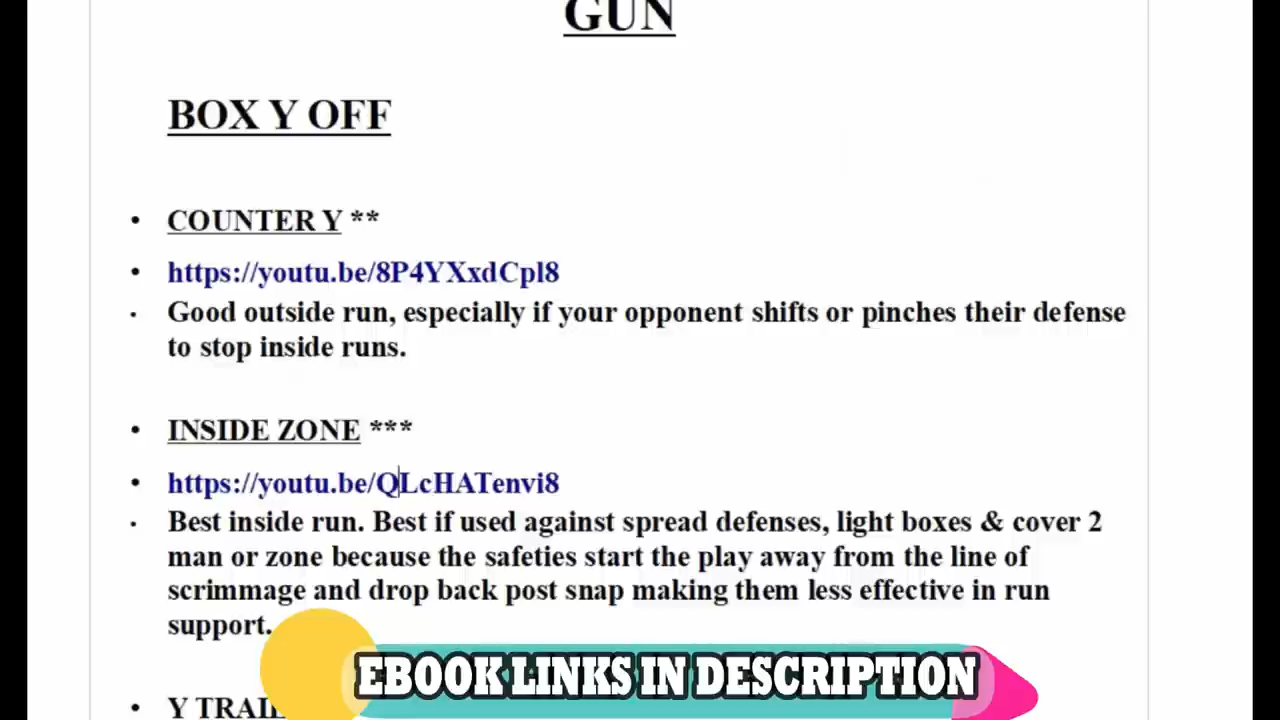 GUN
BOX Y OFF
• COUNTER Y **
• https://youtu.be/8P4YXxdCpl8
• Good outside run, especially if your opponent shifts or pinches their defense
to stop inside runs.
• INSIDE ZONE ***
• https://youtu.be/QLcHATenvi8
• Best inside run. Best if used against spread defenses, light boxes & cover 2
man or zone because the safeties start the play away from the line of
scrimmage and drop back post snap making them less effective in run
support.
EBOOK LINKS IN DESCRIPTION
• Y TRAIL